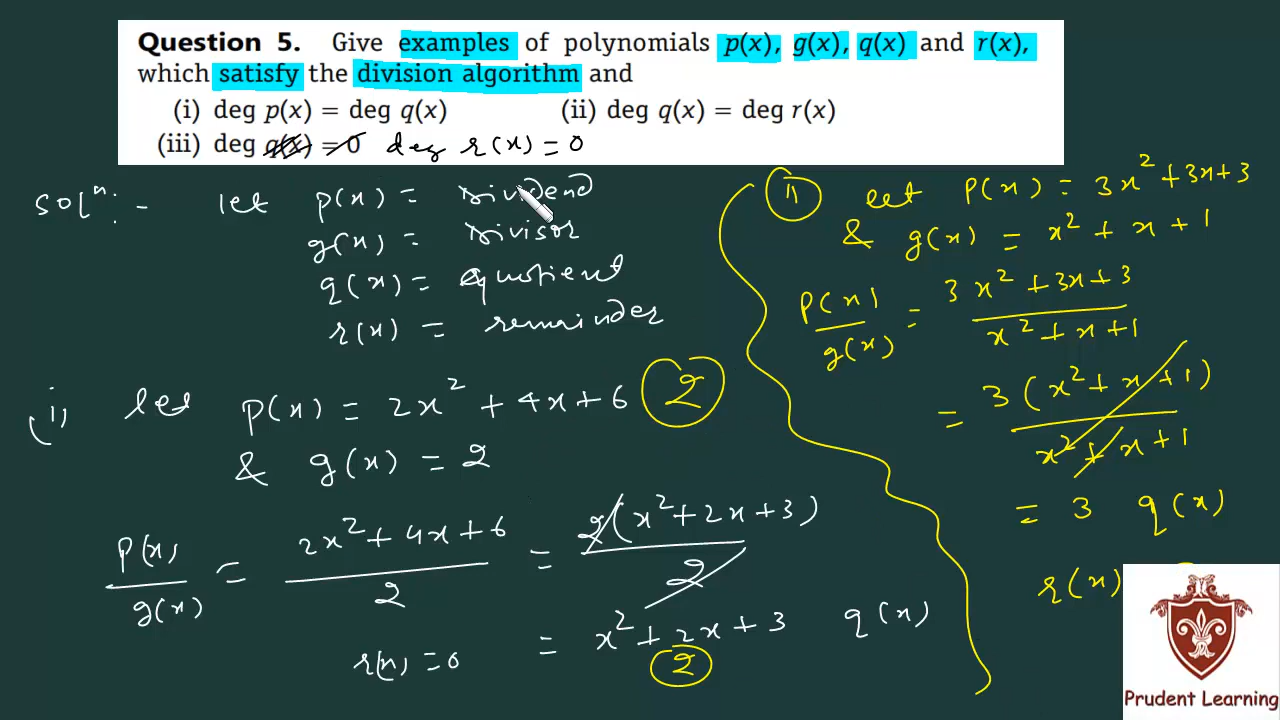 Question 5. Give examples of polynomials p(x), g(x), q(x) and r(x),
which satisfy the division algorithm and
(i) deg p(x) = deg q(x) (ii) deg q(x) = deg r(x)
(iii) deg q(x) = 0 deg r(x) = 0
Solⁿ: - let p(x) = Dividend
g(x) = Divisor
q(x) = quotient
r(x) = remainder
(i) let p(x) = 2x² + 4x + 6 2
& g(x) = 2
p(x)/g(x) = 2x² + 4x + 6 / 2 = 2(x² + 2x + 3) / 2
= x² + 2x + 3 q(x)
r(x) = 0 2
(ii) let p(x) = 3x² + 3x + 3
& g(x) = x² + x + 1
p(x)/g(x) = 3x² + 3x + 3 / x² + x + 1
= 3(x² + x + 1) / x² + x + 1
= 3 q(x)
r(x)
Prudent Learning